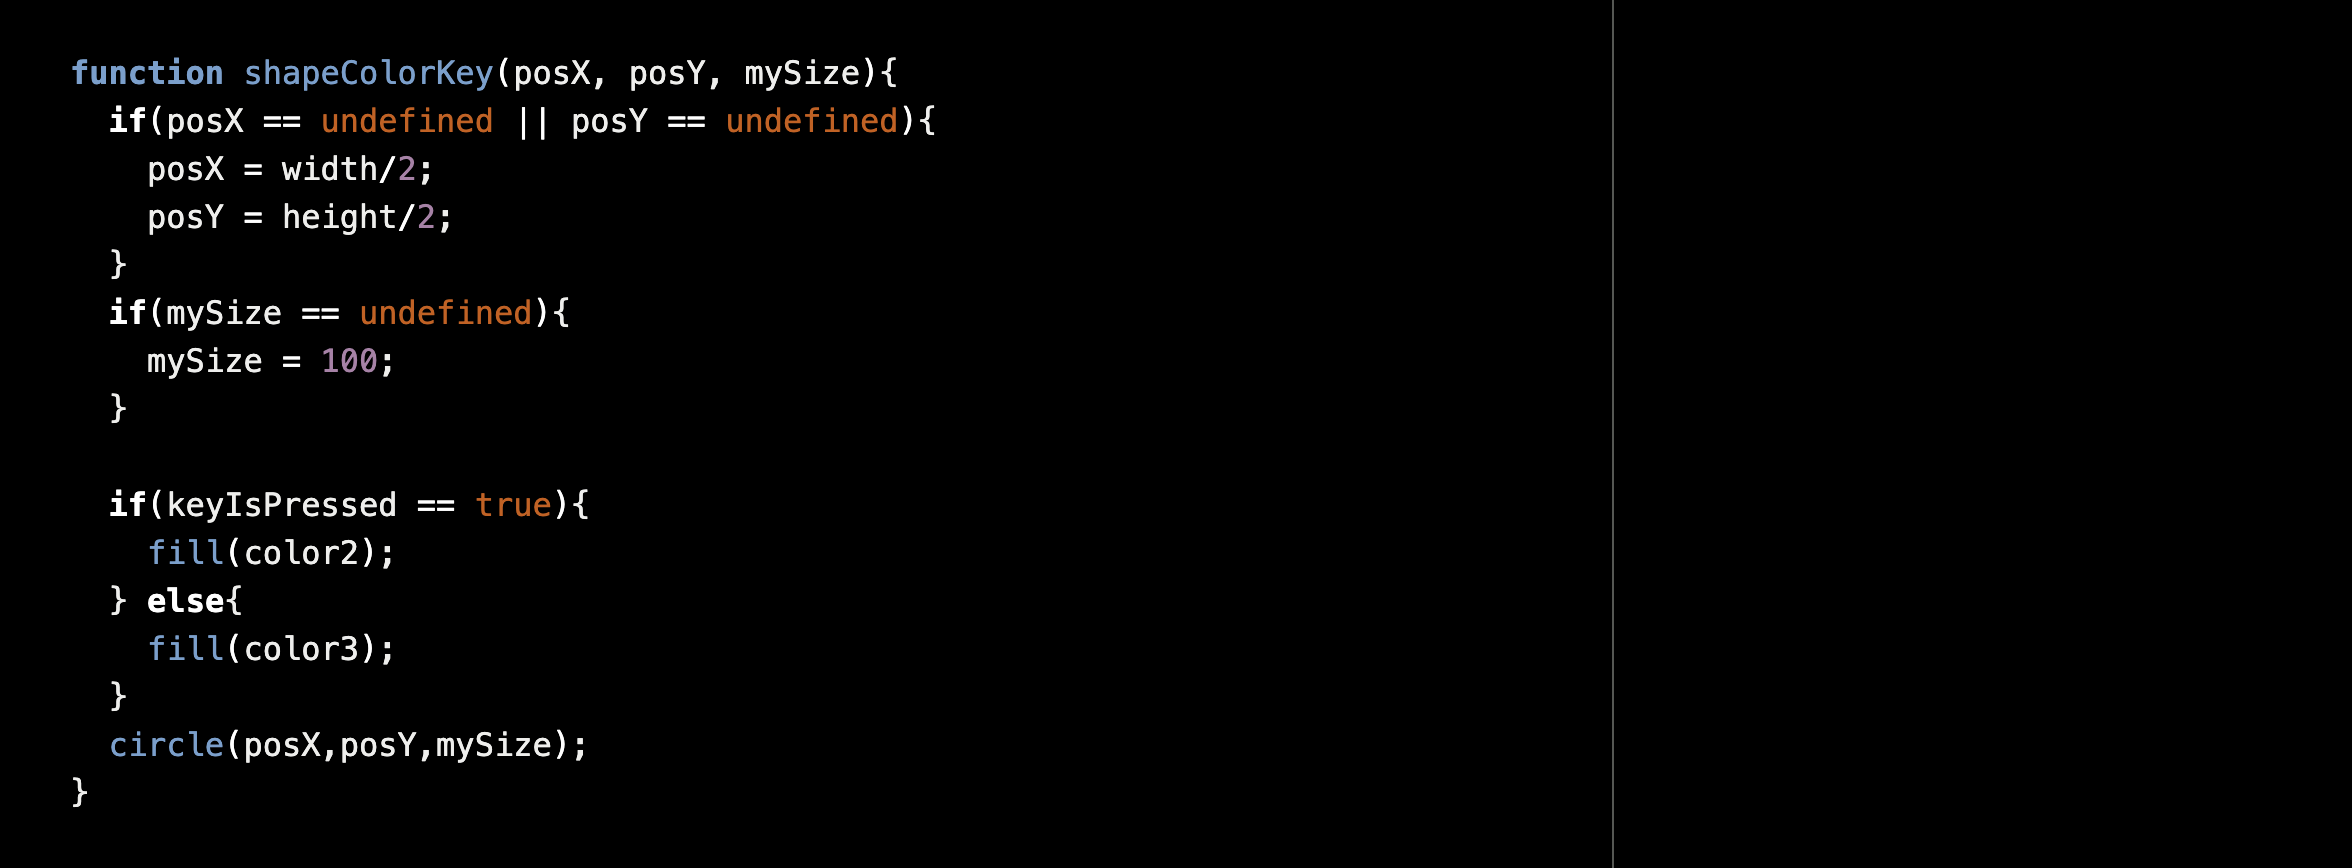 function shapeColorKey(posX, posY, mySize){
  if(posX == undefined || posY == undefined){
    posX = width/2;
    posY = height/2;
  }
  if(mySize == undefined){
    mySize = 100;
  }

  if(keyIsPressed == true){
    fill(color2);
  } else{
    fill(color3);
  }
  circle(posX,posY,mySize);
}